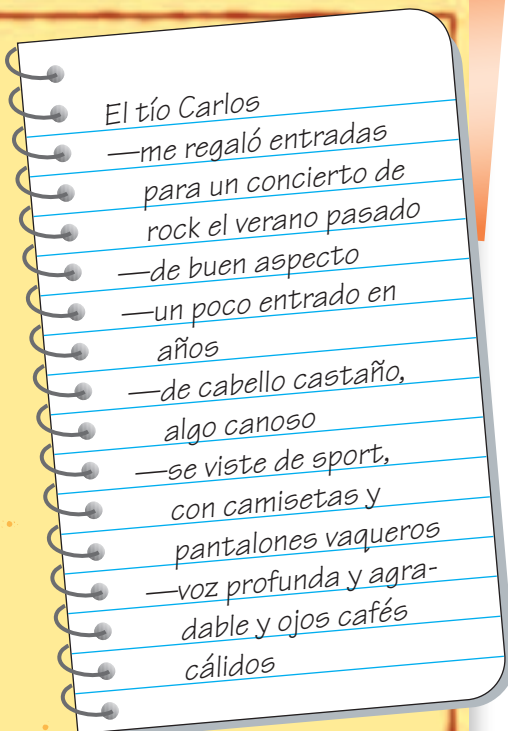 El tío Carlos
—me regaló entradas
para un concierto de
rock el verano pasado
—de buen aspecto
—un poco entrado en
años
—de cabello castaño,
algo canoso
—se viste de sport,
con camisetas y
pantalones vaqueros
—voz profunda y agra-
dable y ojos cafés
cálidos